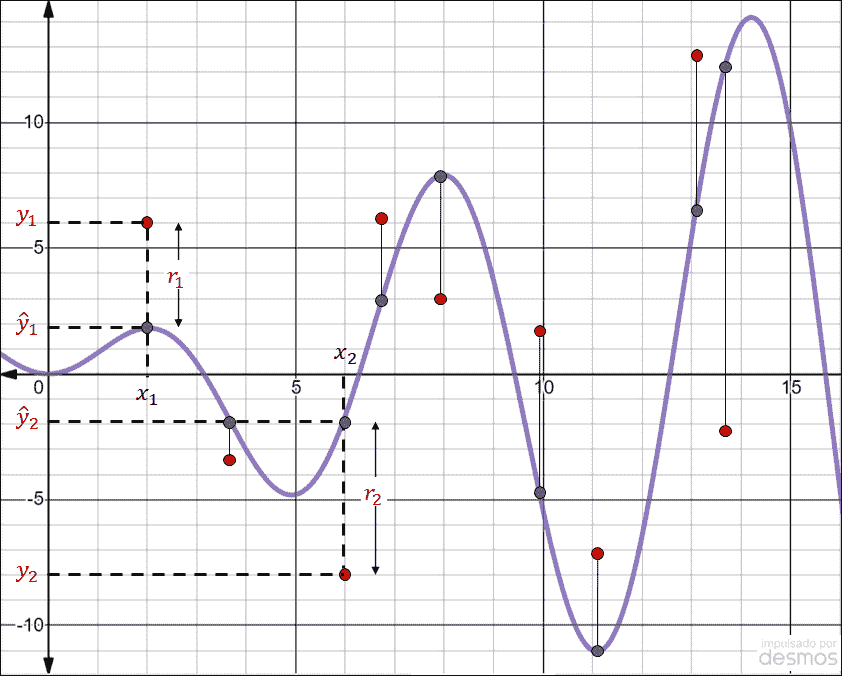 10
y₁
5
r₁
ŷ₁
x₂
0
5
10
15
x₁
ŷ₂
-5
r₂
y₂
-10
impulsado por
desmos